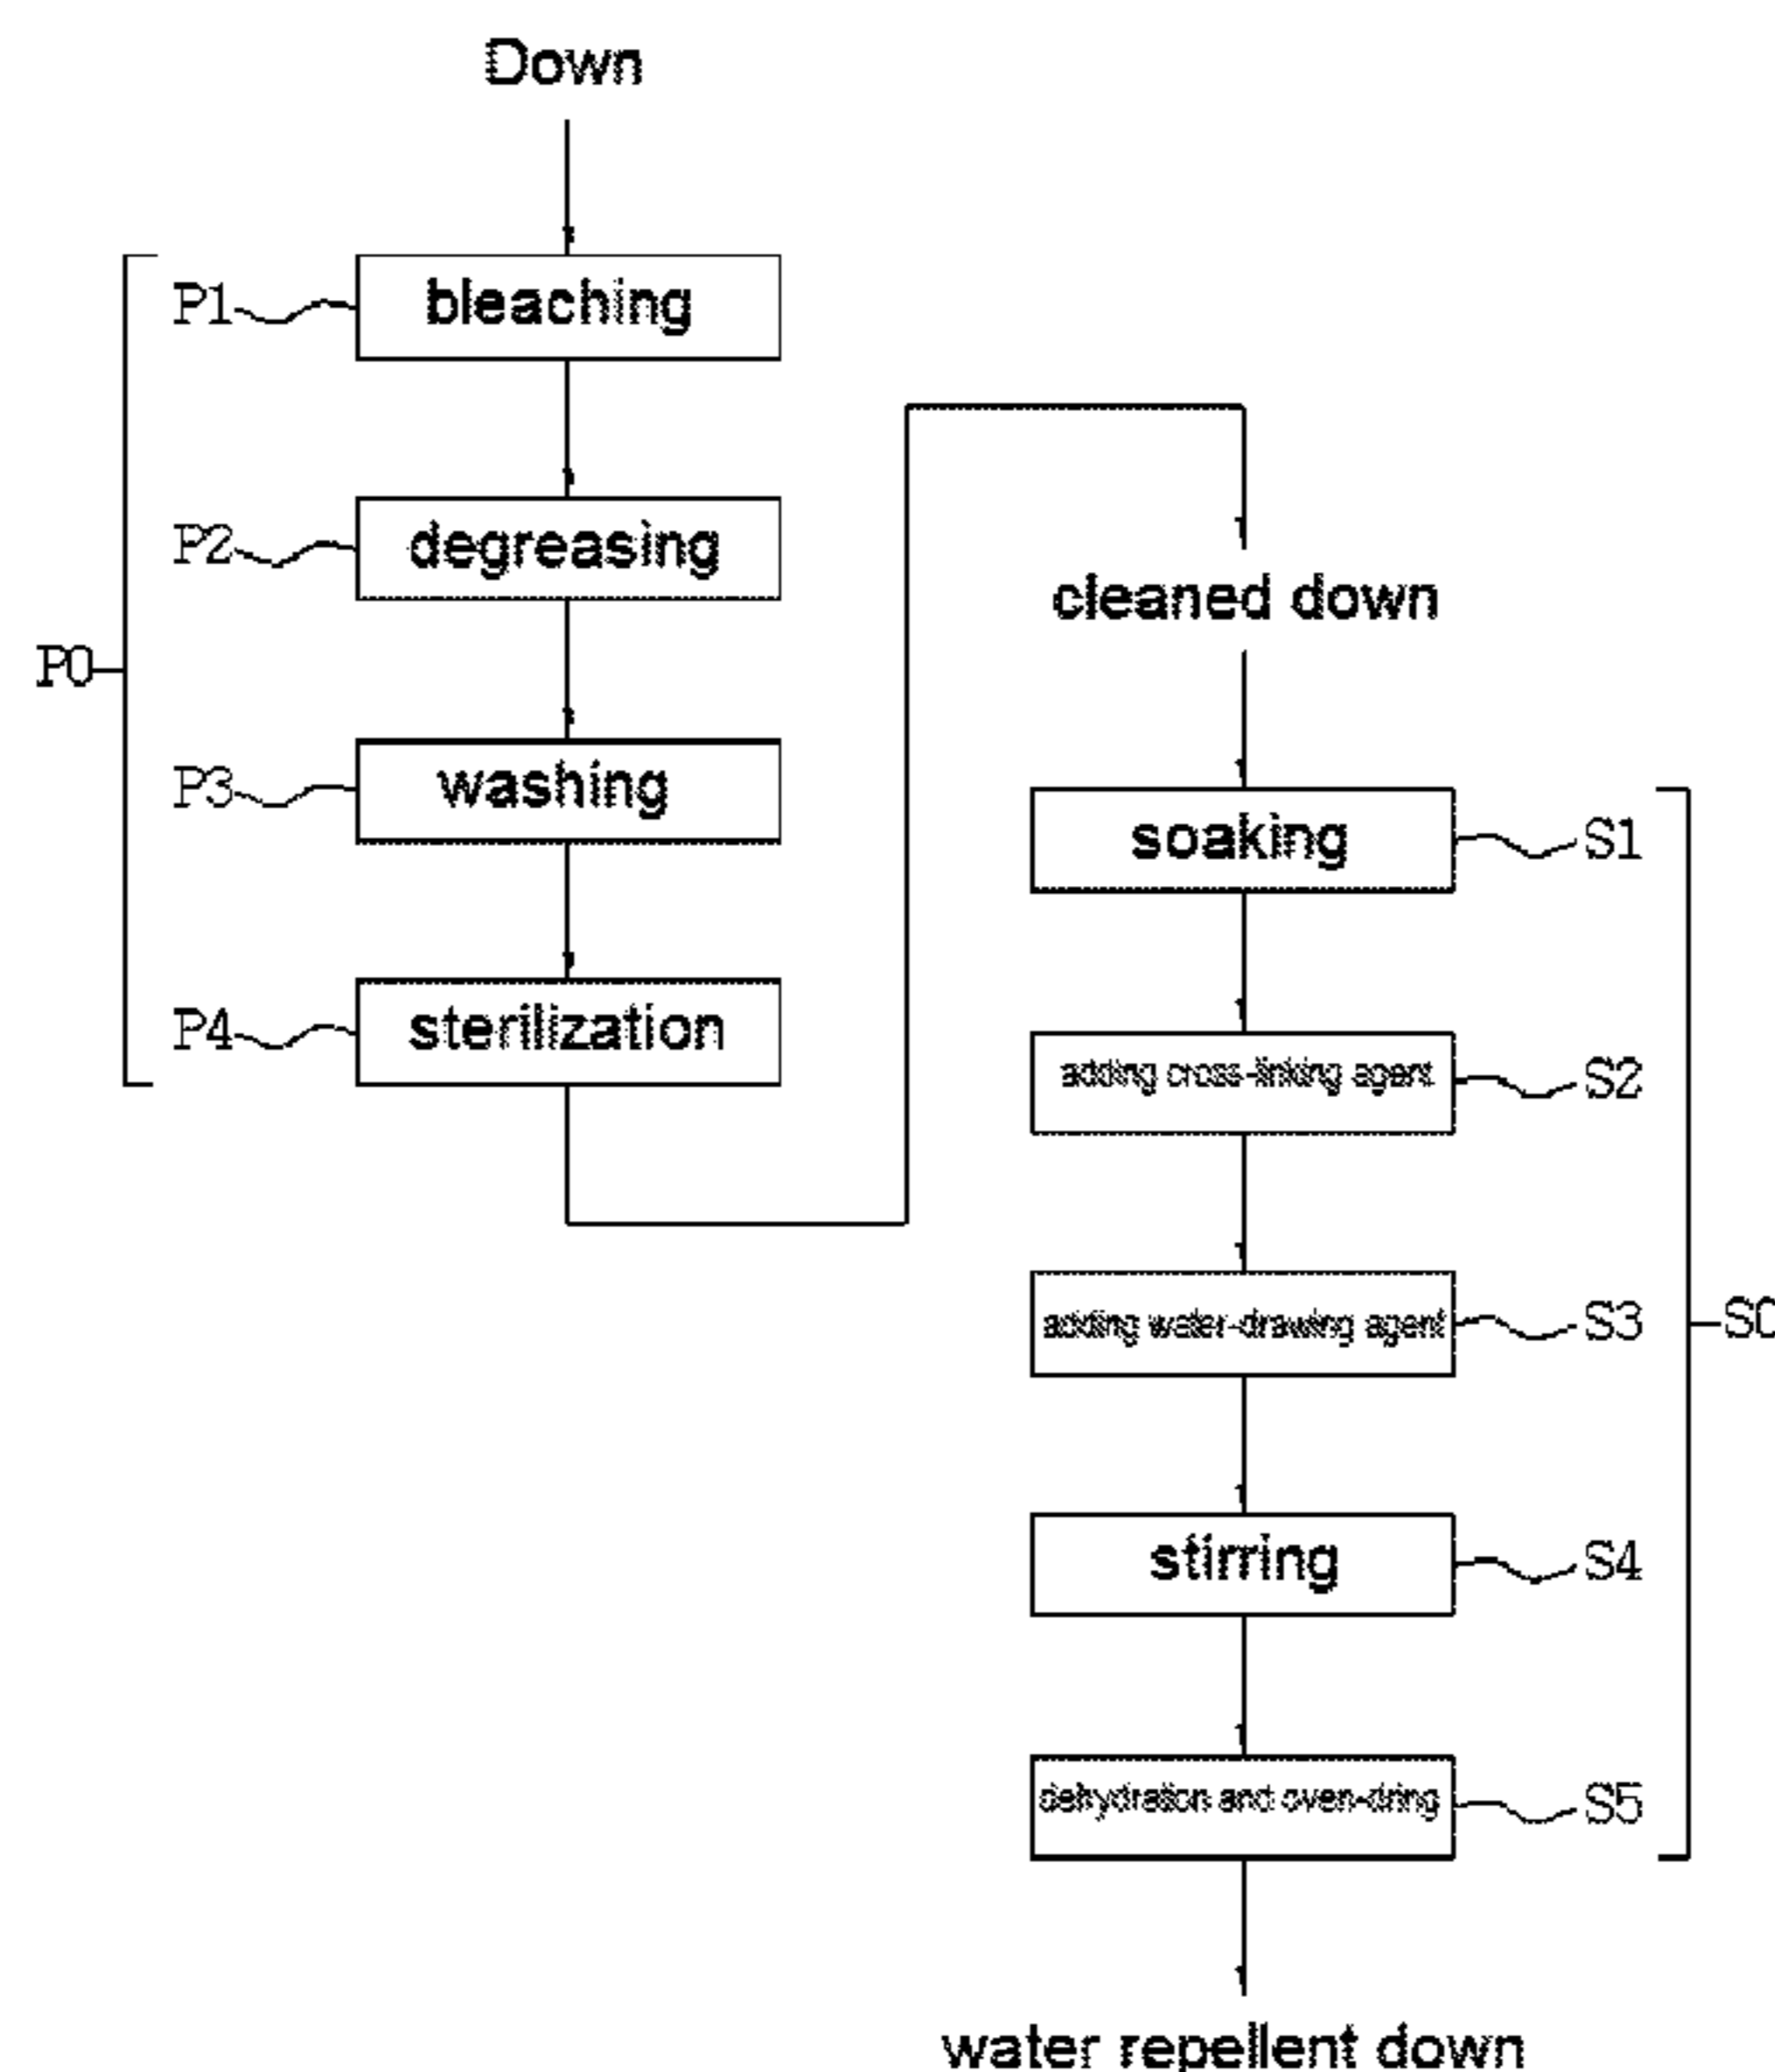 Down
P0
P1 bleaching
P2 degreasing
P3 washing
P4 sterilization
cleaned down
soaking S1
adding cross-linking agent S2
adding water-drawing agent S3
S0
stirring S4
dehydration and oven-dring S5
water repellent down